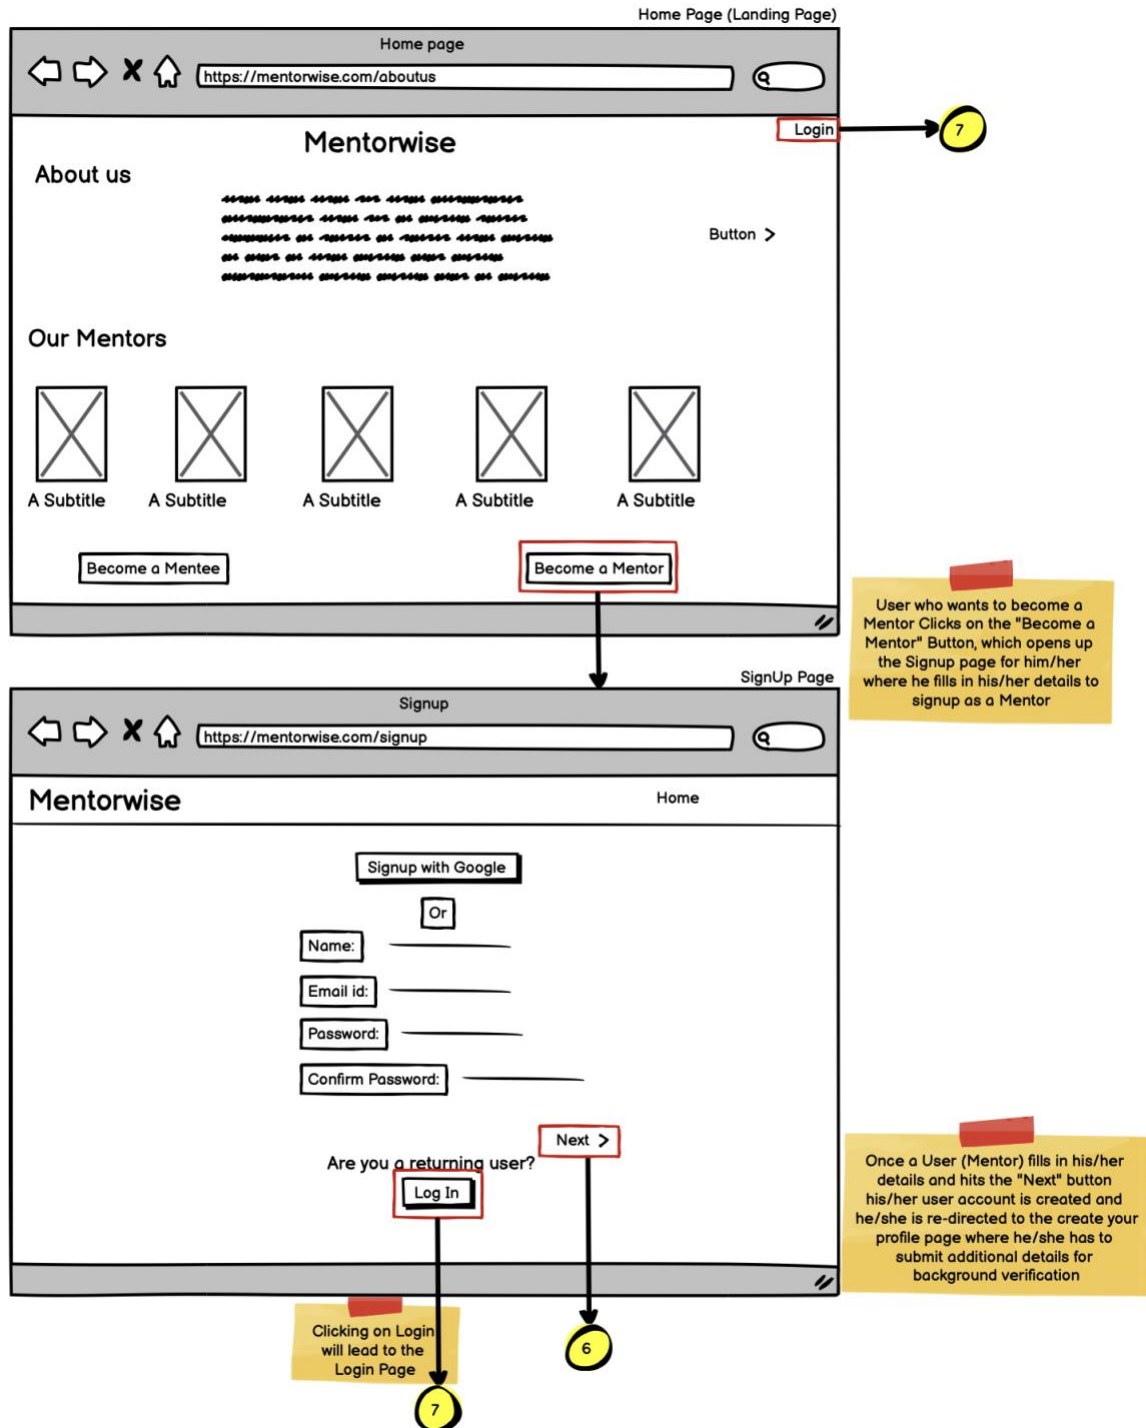 Home Page (Landing Page)
Home page
https://mentorwise.com/aboutus
Login
7
Mentorwise
About us
Button >
Our Mentors
A Subtitle A Subtitle A Subtitle A Subtitle A Subtitle
Become a Mentee
Become a Mentor
User who wants to become a
Mentor Clicks on the "Become a
Mentor" Button, which opens up
the Signup page for him/her
where he fills in his/her details to
signup as a Mentor
SignUp Page
Signup
https://mentorwise.com/signup
Mentorwise
Home
Signup with Google
Or
Name:
Email id:
Password:
Confirm Password:
Next >
Are you a returning user?
Log In
Once a User (Mentor) fills in his/her
details and hits the "Next" button
his/her user account is created and
he/she is re-directed to the create your
profile page where he/she has to
submit additional details for
background verification
Clicking on Login
will lead to the
Login Page
6
7